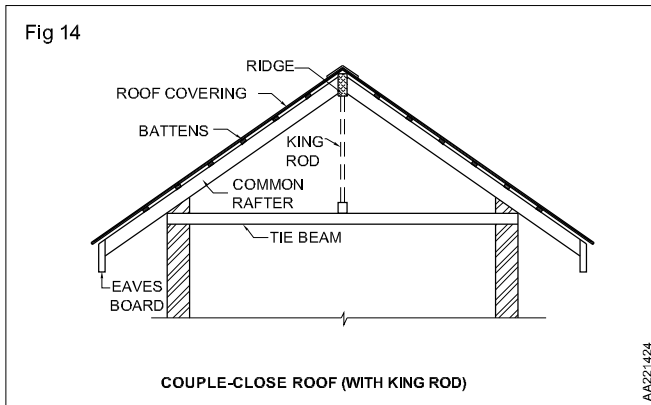 Fig 14
RIDGE
ROOF COVERING
BATTENS
KING
ROD
COMMON
RAFTER
TIE BEAM
EAVES
BOARD
COUPLE-CLOSE ROOF (WITH KING ROD)
AA221424